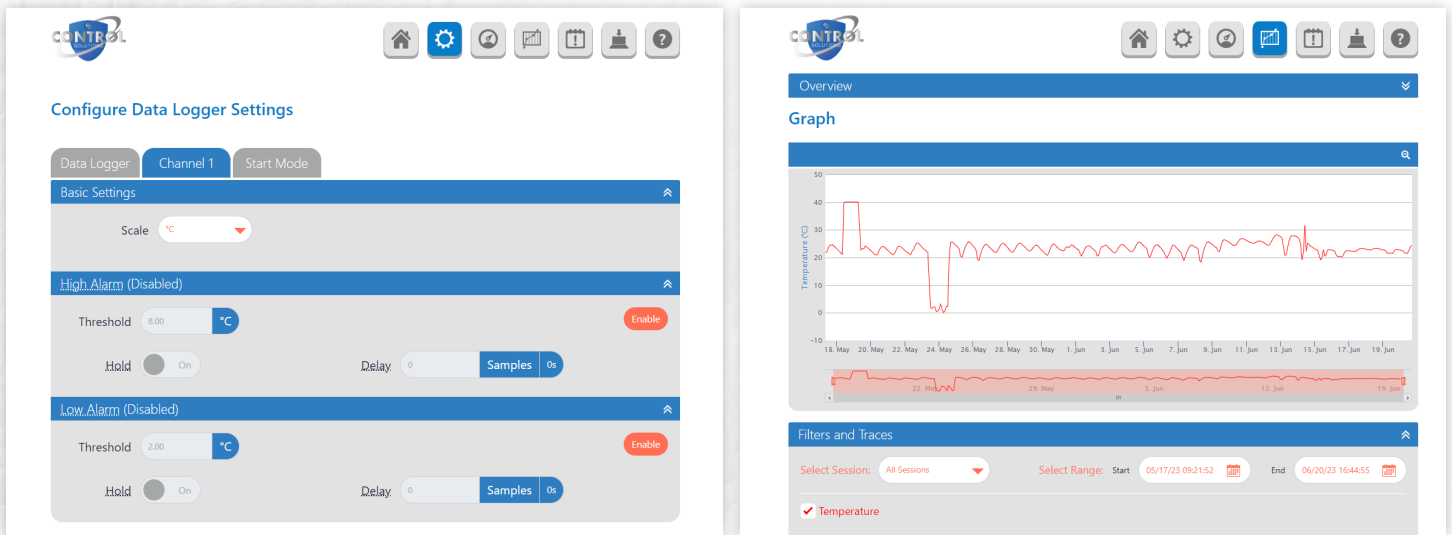 CONTROL
SOLUTIONS
Configure Data Logger Settings
Data Logger Channel 1 Start Mode
Basic Settings
Scale °C
High Alarm (Disabled)
Threshold 8.00 °C Enable
Hold On Delay 0 Samples 0s
Low Alarm (Disabled)
Threshold 2.00 °C Enable
Hold On Delay 0 Samples 0s
CONTROL
SOLUTIONS
Overview
Graph
Temperature (°C)
50
40
30
20
10
0
-10
18. May 20. May 22. May 24. May 26. May 28. May 30. May 1. Jun 3. Jun 5. Jun 7. Jun 9. Jun 11. Jun 13. Jun 15. Jun 17. Jun 19. Jun
22. May 29. May 5. Jun 12. Jun 19. Jun
Filters and Traces
Select Session: All Sessions Select Range: Start 05/17/23 09:21:52 End 06/20/23 16:44:55
Temperature